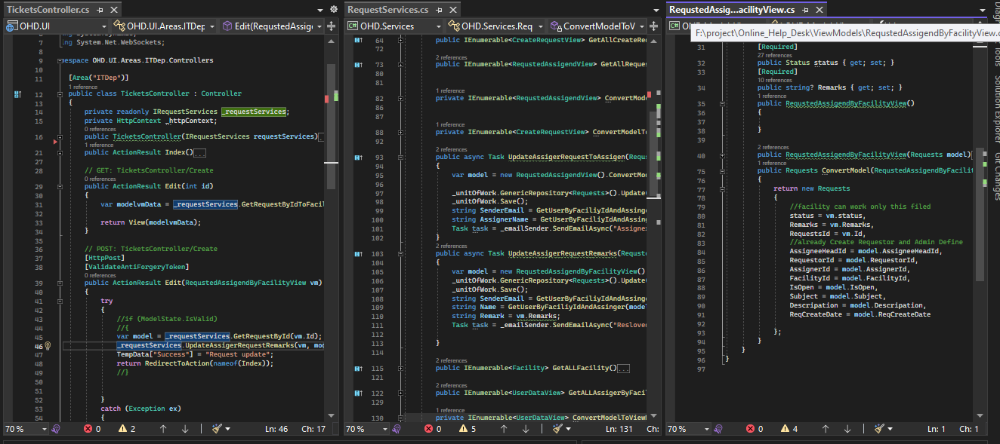 TicketsController.cs
OHD.UI
OHD.UI.Areas.ITDep
Edit(RequstedAssiger
7
ing System.Net.WebSockets;
8
9
mespace OHD.UI.Areas.ITDep.Controllers
10
11
[Area("ITDep")]
1 reference
12
public class TicketsController : Controller
13
{
14
private readonly IRequestServices _requestServices;
15
private HttpContext _httpContext;
0 references
16
public TicketsController(IRequestServices requestServices)...
1 reference
21
public ActionResult Index()...
27
28
// GET: TicketsController/Create
0 references
29
public ActionResult Edit(int id)
30
{
31
var modelvmData = _requestServices.GetRequestByIdToFacil
32
33
return View(modelvmData);
34
}
35
36
// POST: TicketsController/Create
37
[HttpPost]
38
[ValidateAntiForgeryToken]
0 references
39
public ActionResult Edit(RequstedAssigendByFacilityView vm)
40
{
41
try
42
{
43
//if (ModelState.IsValid)
44
//{
45
var model = _requestServices.GetRequestById(vm.Id);
46
_requestServices.UpdateAssigerRequestRemarks(vm, mod
47
TempData["Success"] = "Request update";
48
return RedirectToAction(nameof(Index));
49
//}
50
51
52
}
53
catch (Exception ex)
54
{
70 %
0
2
Ln: 46
Ch: 17
RequestServices.cs
OHD.Services
OHD.Services.Req
ConvertModelToV
64
public IEnumerable<CreateRequestView> GetAllCreateR
72
2 references
73
public IEnumerable<RequstedAssigendView> GetAllReque
80
81
1 reference
82
private IEnumerable<RequstedAssigendView> ConvertMod
86
87
1 reference
88
private IEnumerable<CreateRequestView> ConvertModelTo
92
2 references
93
public async Task UpdateAssigerRequestToAssigen(Requ
94
{
95
var model = new RequstedAssigendView().ConvertMod
96
97
_unitOfWork.GenericRepository<Requests>().Update
98
_unitOfWork.Save();
99
string SenderEmail = GetUserByFaciliyIdAndAssing
100
string AssignerName = GetUserByFaciliyIdAndAssing
101
Task task = _emailSender.SendEmailAsync("Assigner
102
}
2 references
103
public async Task UpdateAssigerRequestRemarks(Requst
104
{
105
var model = new RequstedAssigendByFacilityView()
106
_unitOfWork.GenericRepository<Requests>().Update
107
_unitOfWork.Save();
108
string SenderEmail = GetUserByFaciliyIdAndAssing
109
string Name = GetUserByFaciliyIdAndAssinger(model
110
string Remark = vm.Remarks;
111
Task task = _emailSender.SendEmailAsync("Reslove
112
113
}
114
2 references
115
public IEnumerable<Facility> GetALLFacility()...
121
2 references
122
public IEnumerable<UserDataView> GetALLAssigerByFacil
129
1 reference
130
private IEnumerable<UserDataView> ConvertModelToViewM
70 %
0
5
Ln: 131
Ch:
RequstedAssig...acilityView.cs
F:\project\Online_Help_Desk\ViewModels\RequstedAssigendByFacilityView.c
31
[Required]
27 references
32
public Status status { get; set; }
33
[Required]
10 references
34
public string? Remarks { get; set; }
1 reference
35
public RequstedAssigendByFacilityView()
36
{
37
38
}
39
2 references
40
public RequstedAssigendByFacilityView(Requests model)
1 reference
75
public Requests ConvertModel(RequstedAssigendByFacilit
76
{
77
return new Requests
78
{
79
//facility can work only this filed
80
status = vm.status,
81
Remarks = vm.Remarks,
82
RequestsId = vm.Id,
83
//already Create Requestor and Admin Define
84
AssigneeHeadId = model.AssigneeHeadId,
85
RequestorId = model.RequestorId,
86
AssignerId = model.AssignerId,
87
FacilityId = model.FacilityId,
88
IsOpen = model.IsOpen,
89
Subject = model.Subject,
90
Descripation = model.Descripation,
91
ReqCreateDate = model.ReqCreateDate
92
93
};
94
}
95
}
96
}
97
70 %
0
4
Ln: 1
Ch: 1
Tools
Solution Explorer
Git Changes